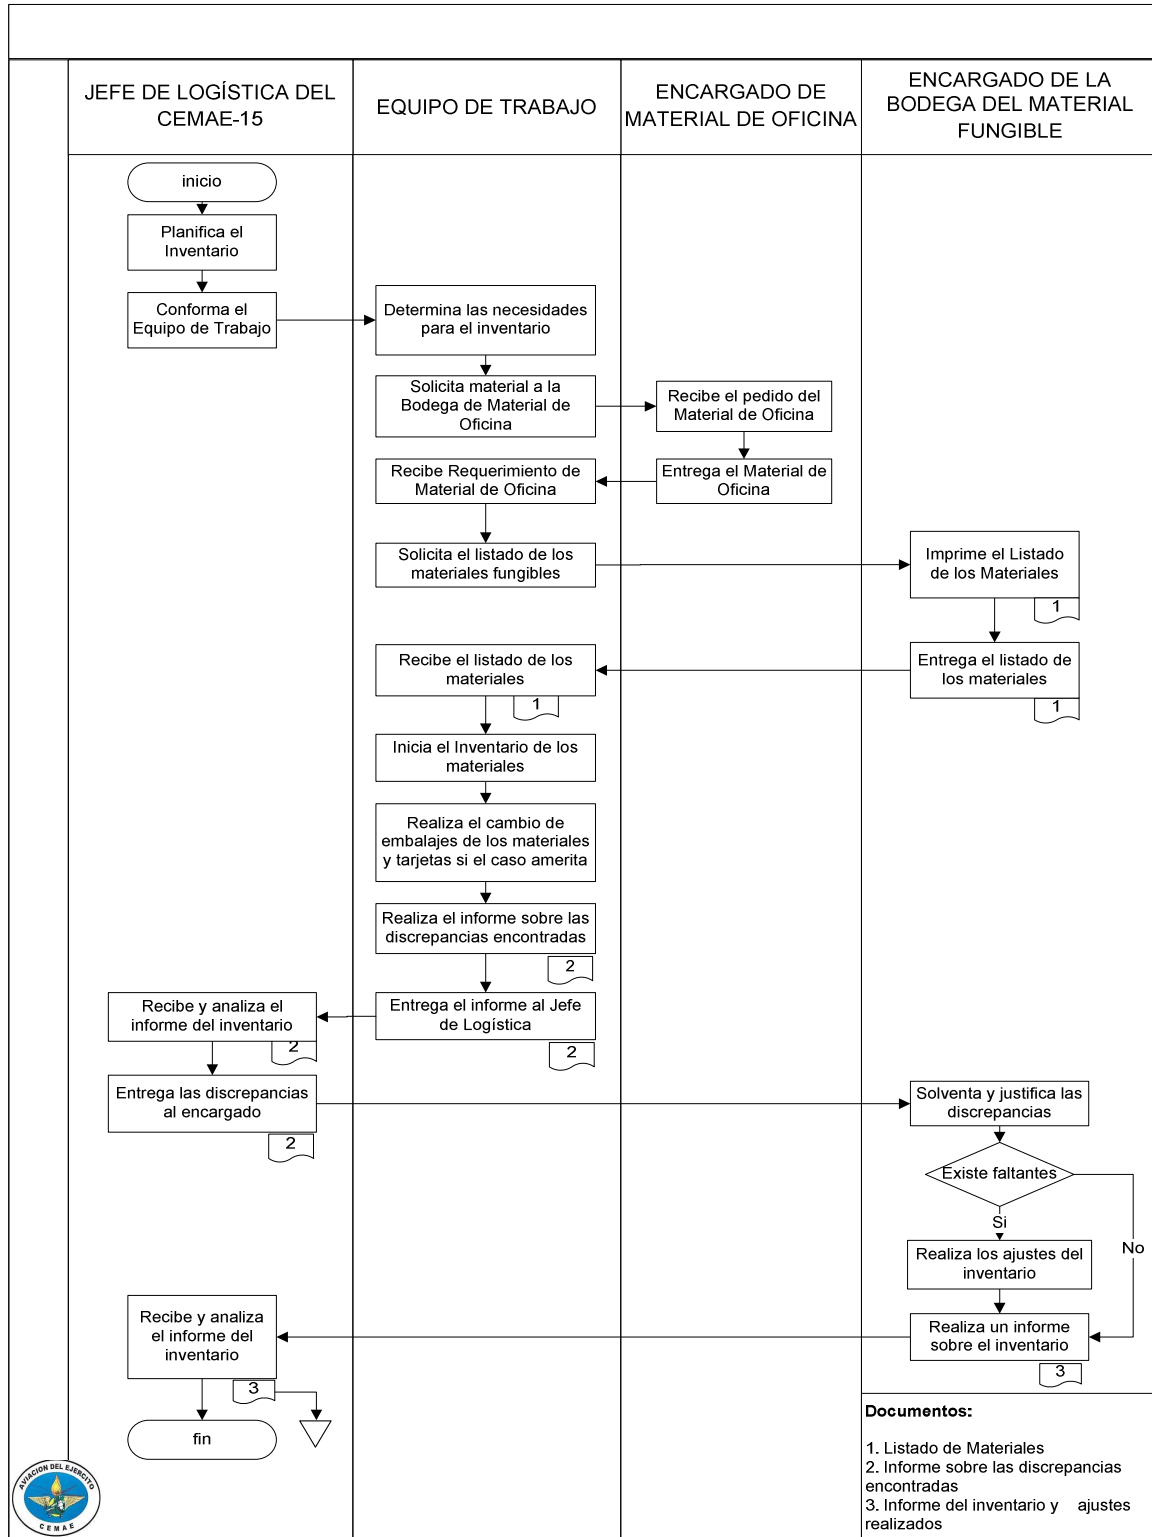 JEFE DE LOGÍSTICA DEL
CEMAE-15
EQUIPO DE TRABAJO
ENCARGADO DE
MATERIAL DE OFICINA
ENCARGADO DE LA
BODEGA DEL MATERIAL
FUNGIBLE
inicio
Planifica el
Inventario
Conforma el
Equipo de Trabajo
Determina las necesidades
para el inventario
Solicita material a la
Bodega de Material de
Oficina
Recibe el pedido del
Material de Oficina
Entrega el Material de
Oficina
Recibe Requerimiento de
Material de Oficina
Solicita el listado de los
materiales fungibles
Imprime el Listado
de los Materiales
1
Entrega el listado de
los materiales
1
Recibe el listado de los
materiales
1
Inicia el Inventario de los
materiales
Realiza el cambio de
embalajes de los materiales
y tarjetas si el caso amerita
Realiza el informe sobre las
discrepancias encontradas
2
Entrega el informe al Jefe
de Logística
2
Recibe y analiza el
informe del inventario
2
Entrega las discrepancias
al encargado
2
Solventa y justifica las
discrepancias
Existe faltantes
Si
No
Realiza los ajustes del
inventario
Realiza un informe
sobre el inventario
3
Recibe y analiza
el informe del
inventario
3
fin
Documentos:
1. Listado de Materiales
2. Informe sobre las discrepancias
encontradas
3. Informe del inventario y ajustes
realizados
AVIACION DEL EJERCITO
CEMAE